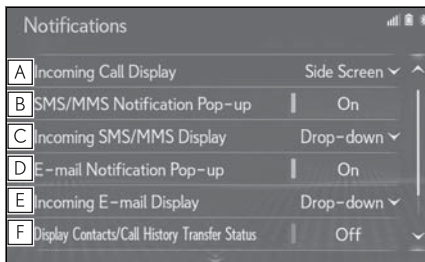 Notifications
A Incoming Call Display Side Screen
B SMS/MMS Notification Pop-up On
C Incoming SMS/MMS Display Drop-down
D E-mail Notification Pop-up On
E Incoming E-mail Display Drop-down
F Display Contacts/Call History Transfer Status Off